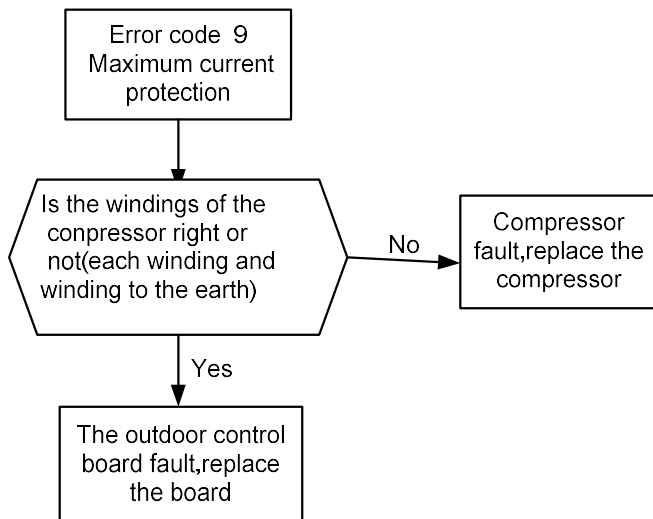 Error code 9
Maximum current
protection
Is the windings of the
conpressor right or
not(each winding and
winding to the earth)
No
Compressor
fault,replace the
compressor
Yes
The outdoor control
board fault,replace
the board